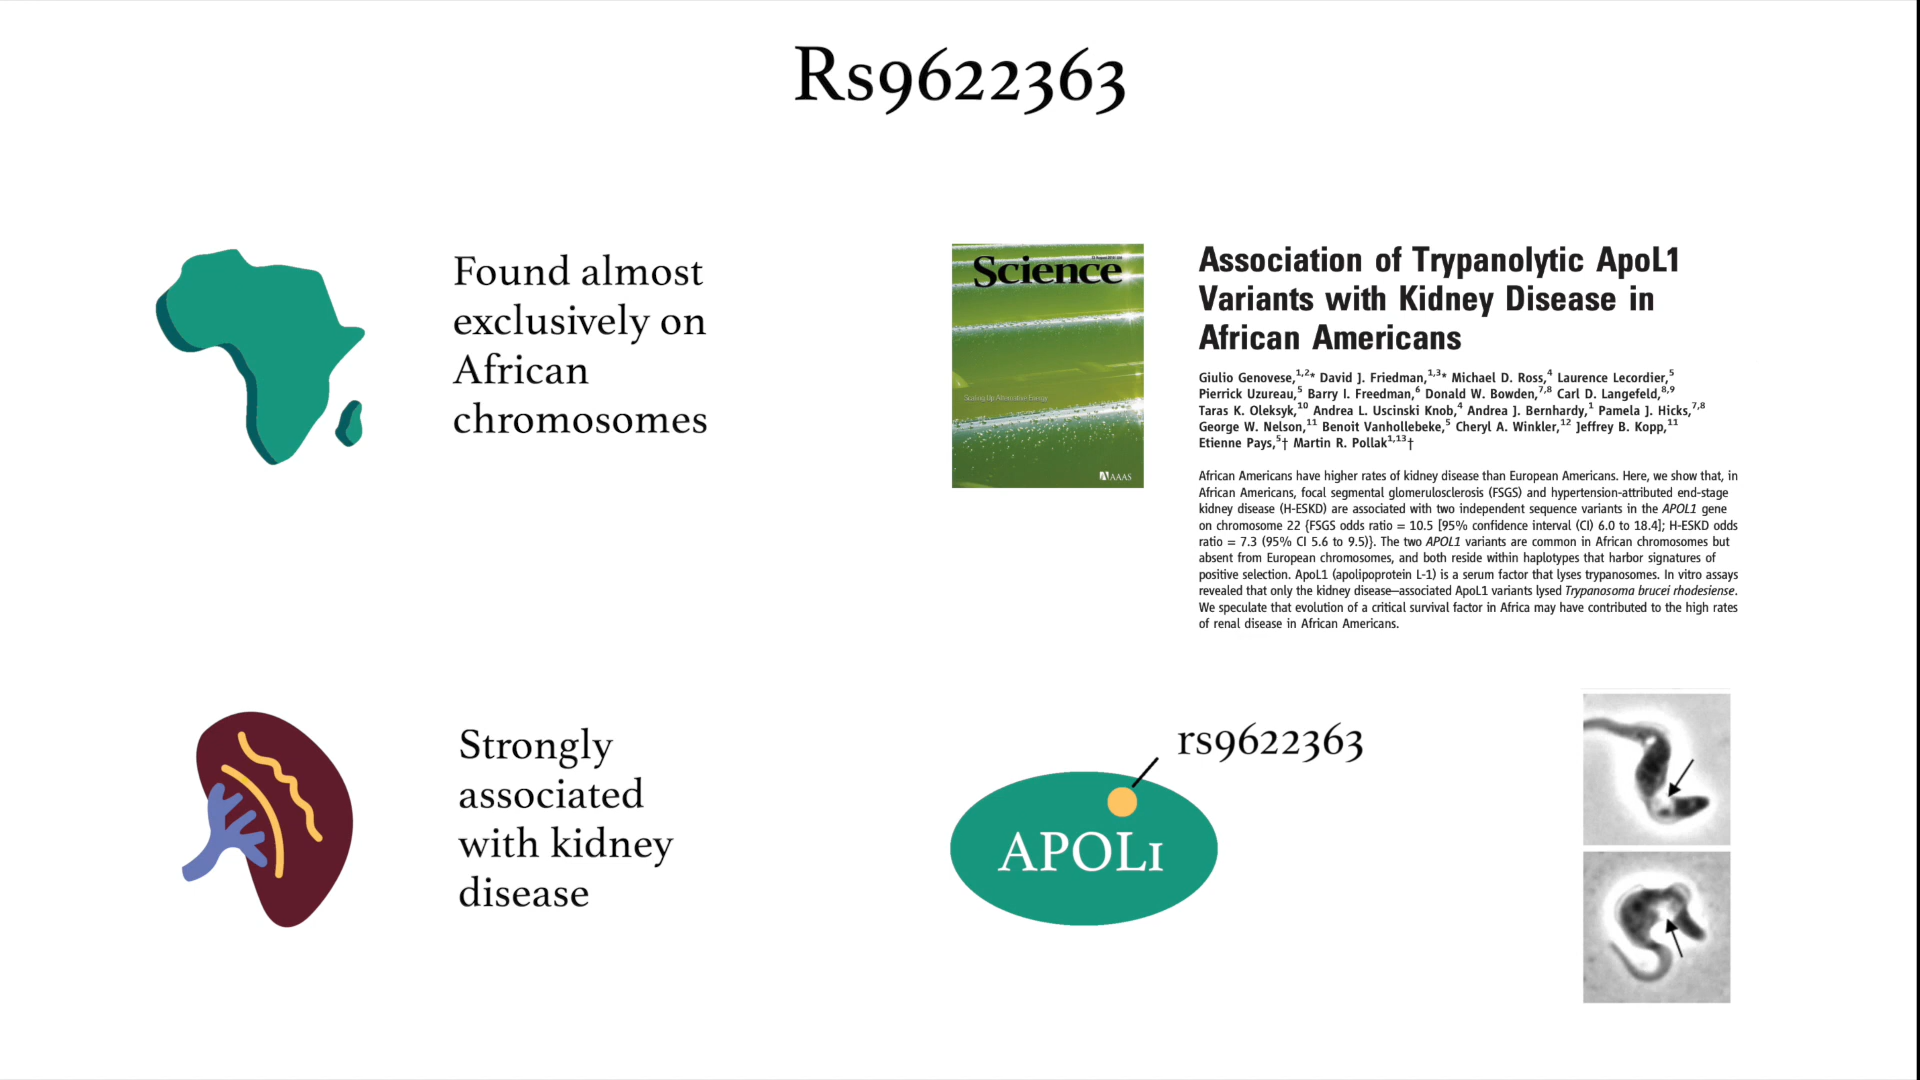 Rs9622363
Found almost
exclusively on
African
chromosomes
Science
Scaling Up Alternative Energy
AAAS
Association of Trypanolytic ApoL1
Variants with Kidney Disease in
African Americans
Giulio Genovese,1,2* David J. Friedman,1,3* Michael D. Ross,4 Laurence Lecordier,5
Pierrick Uzureau,5 Barry I. Freedman,6 Donald W. Bowden,7,8 Carl D. Langefeld,8,9
Taras K. Oleksyk,10 Andrea L. Uscinski Knob,4 Andrea J. Bernhardy,1 Pamela J. Hicks,7,8
George W. Nelson,11 Benoit Vanhollebeke,5 Cheryl A. Winkler,12 Jeffrey B. Kopp,11
Etienne Pays,5† Martin R. Pollak1,13†
African Americans have higher rates of kidney disease than European Americans. Here, we show that, in
African Americans, focal segmental glomerulosclerosis (FSGS) and hypertension-attributed end-stage
kidney disease (H-ESKD) are associated with two independent sequence variants in the APOL1 gene
on chromosome 22 {FSGS odds ratio = 10.5 [95% confidence interval (CI) 6.0 to 18.4]; H-ESKD odds
ratio = 7.3 (95% CI 5.6 to 9.5)}. The two APOL1 variants are common in African chromosomes but
absent from European chromosomes, and both reside within haplotypes that harbor signatures of
positive selection. ApoL1 (apolipoprotein L-1) is a serum factor that lyses trypanosomes. In vitro assays
revealed that only the kidney disease–associated ApoL1 variants lysed Trypanosoma brucei rhodesiense.
We speculate that evolution of a critical survival factor in Africa may have contributed to the high rates
of renal disease in African Americans.
Strongly
associated
with kidney
disease
rs9622363
APOL1